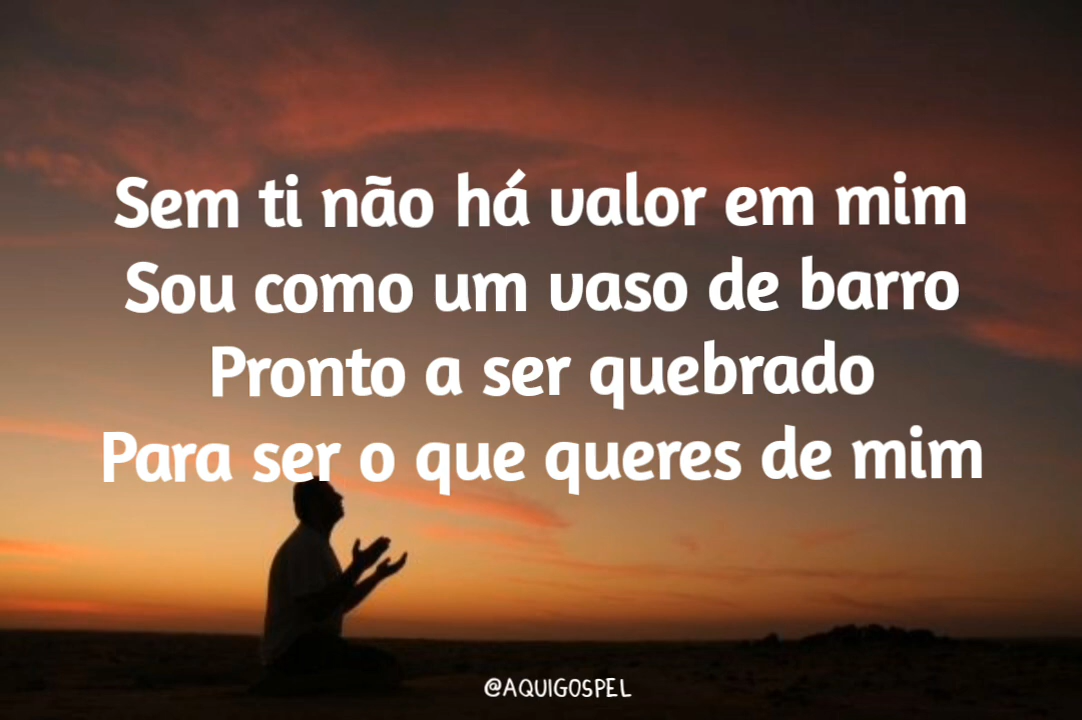 Sem ti não há valor em mim
Sou como um vaso de barro
Pronto a ser quebrado
Para ser o que queres de mim
@AQUIGOSPEL